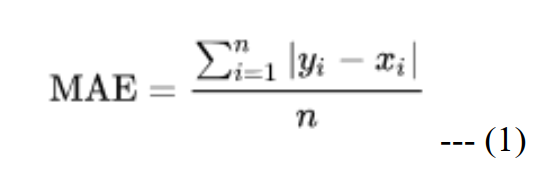 MAE = \frac{\sum_{i=1}^{n} |y_i - x_i|}{n} --- (1)